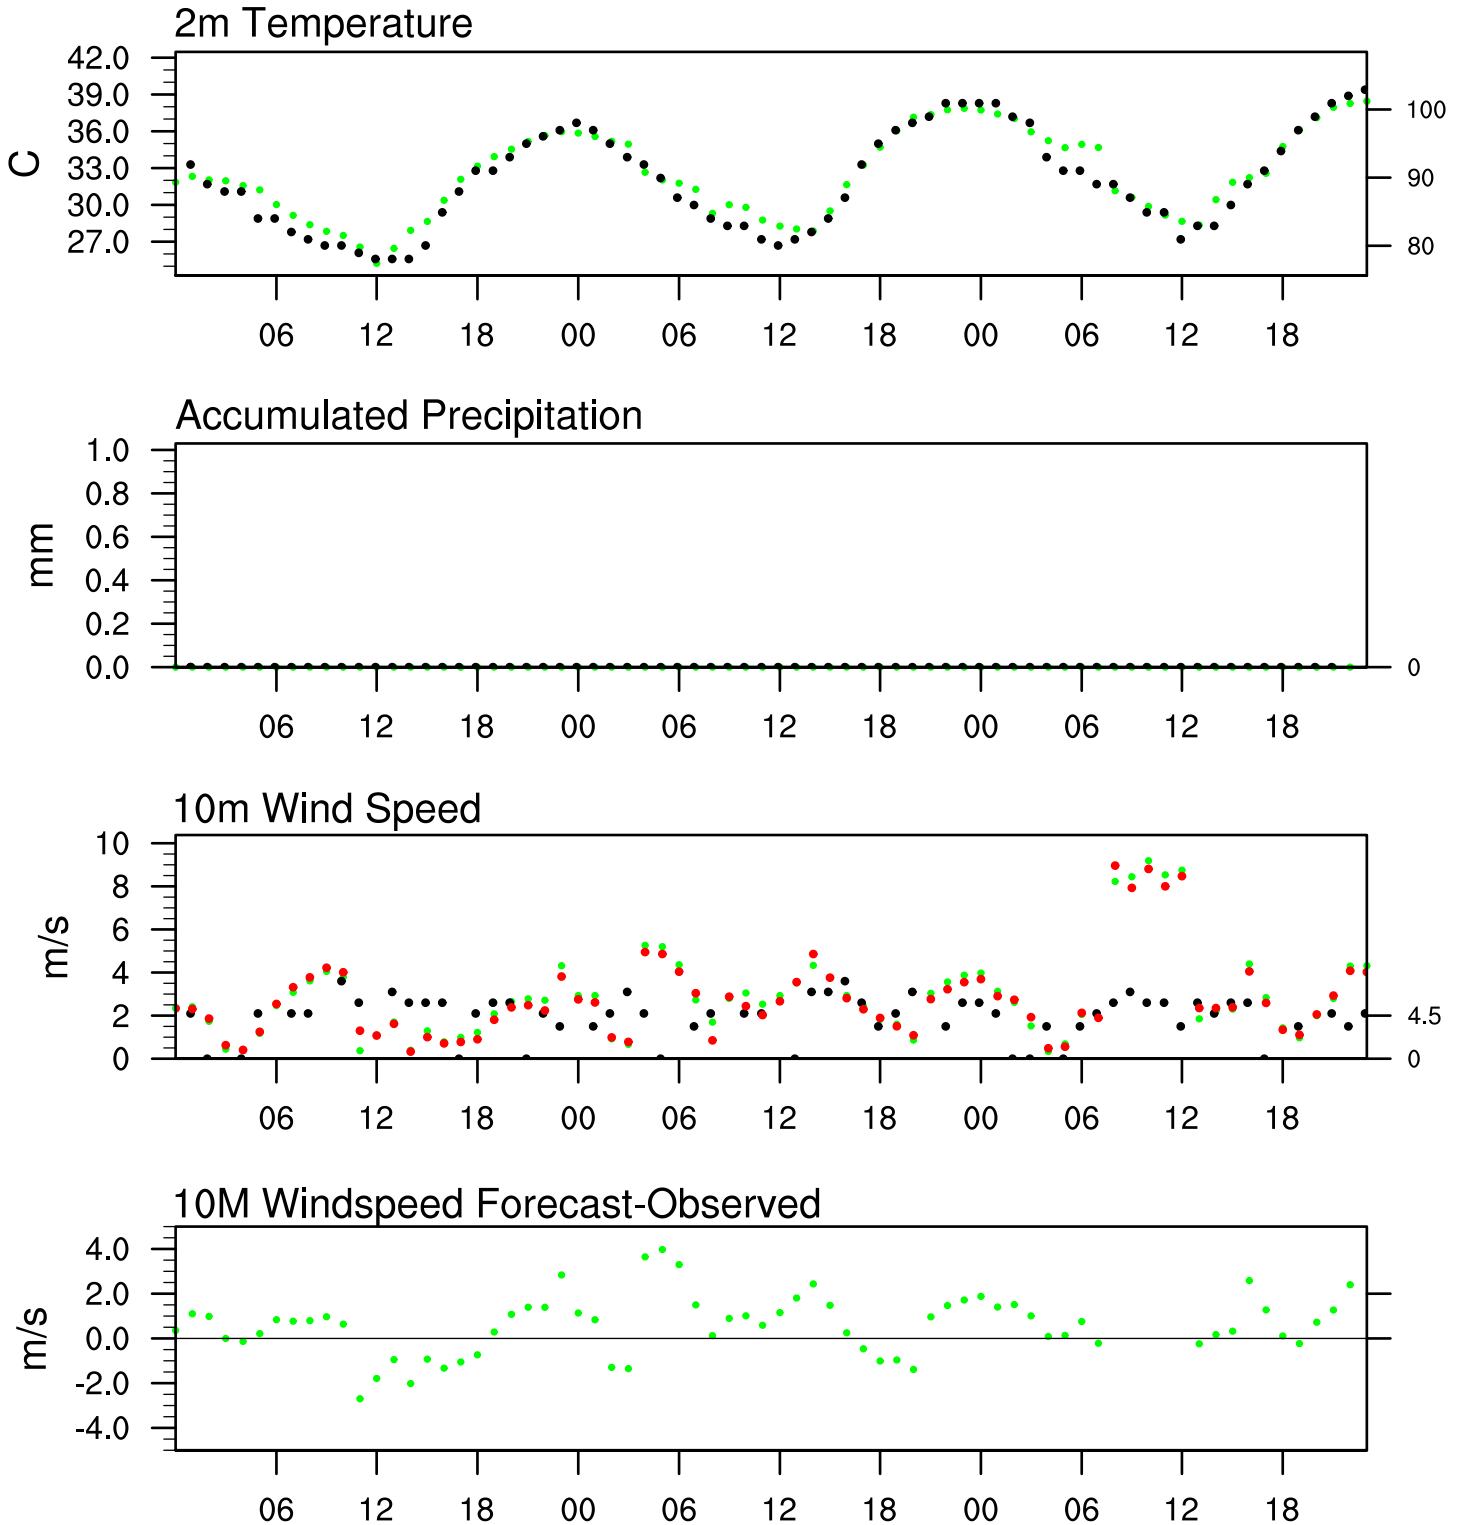 2m Temperature
42.0
39.0
36.0
33.0
30.0
27.0
C
100
90
80
06 12 18 00 06 12 18 00 06 12 18
Accumulated Precipitation
1.0
0.8
0.6
0.4
0.2
0.0
mm
0
06 12 18 00 06 12 18 00 06 12 18
10m Wind Speed
10
8
6
4
2
0
m/s
4.5
0
06 12 18 00 06 12 18 00 06 12 18
10M Windspeed Forecast-Observed
4.0
2.0
0.0
-2.0
-4.0
m/s
06 12 18 00 06 12 18 00 06 12 18